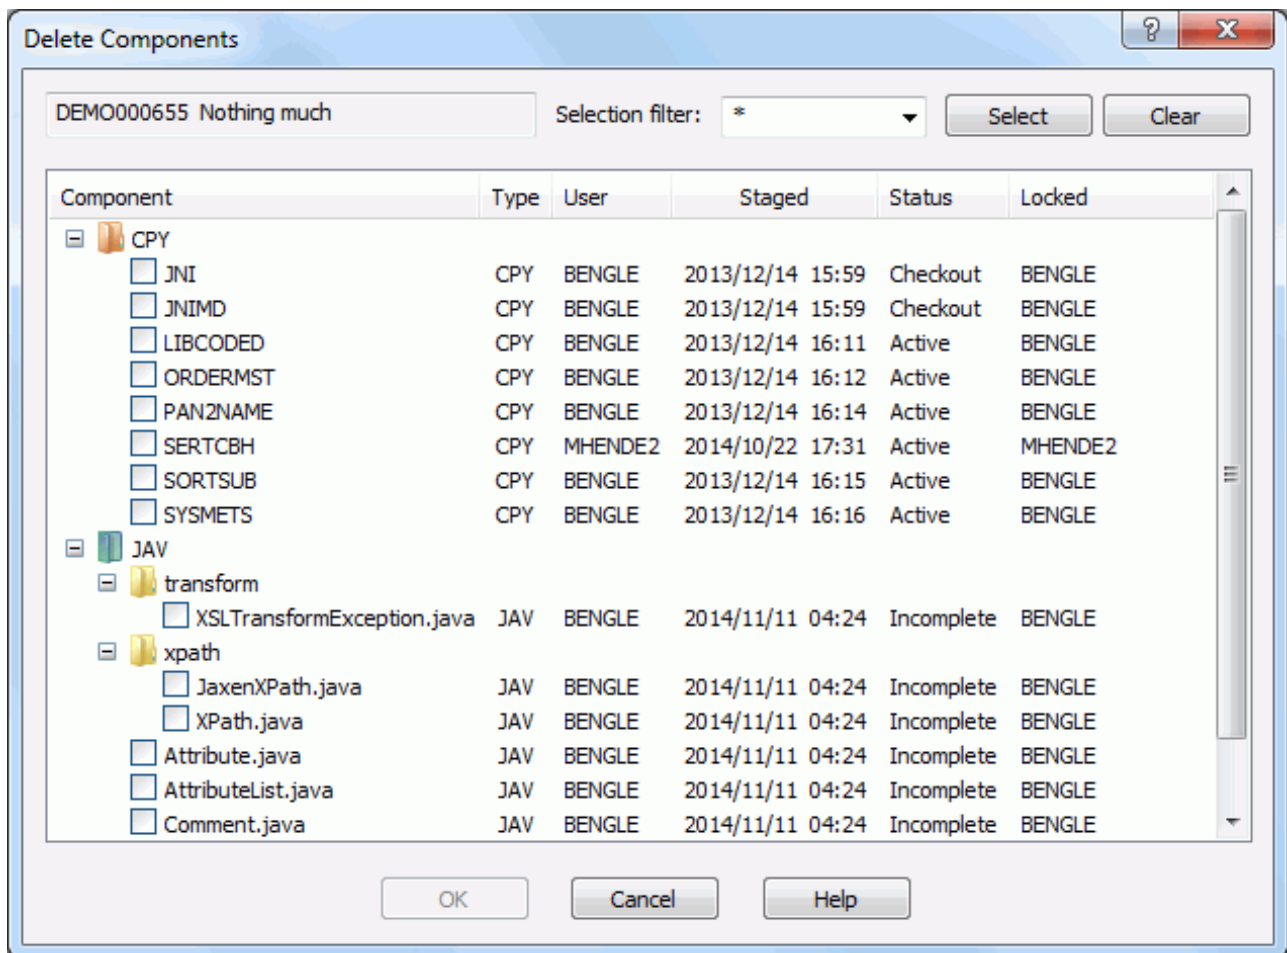 Delete Components
DEMO000655 Nothing much Selection filter: * Select Clear
Component Type User Staged Status Locked
CPY
JNI CPY BENGLE 2013/12/14 15:59 Checkout BENGLE
JNIMD CPY BENGLE 2013/12/14 15:59 Checkout BENGLE
LIBCODED CPY BENGLE 2013/12/14 16:11 Active BENGLE
ORDERMST CPY BENGLE 2013/12/14 16:12 Active BENGLE
PAN2NAME CPY BENGLE 2013/12/14 16:14 Active BENGLE
SERTCBH CPY MHENDE2 2014/10/22 17:31 Active MHENDE2
SORTSUB CPY BENGLE 2013/12/14 16:15 Active BENGLE
SYSMETS CPY BENGLE 2013/12/14 16:16 Active BENGLE
JAV
transform
XSLTransformException.java JAV BENGLE 2014/11/11 04:24 Incomplete BENGLE
xpath
JaxenXPath.java JAV BENGLE 2014/11/11 04:24 Incomplete BENGLE
XPath.java JAV BENGLE 2014/11/11 04:24 Incomplete BENGLE
Attribute.java JAV BENGLE 2014/11/11 04:24 Incomplete BENGLE
AttributeList.java JAV BENGLE 2014/11/11 04:24 Incomplete BENGLE
Comment.java JAV BENGLE 2014/11/11 04:24 Incomplete BENGLE
OK Cancel Help